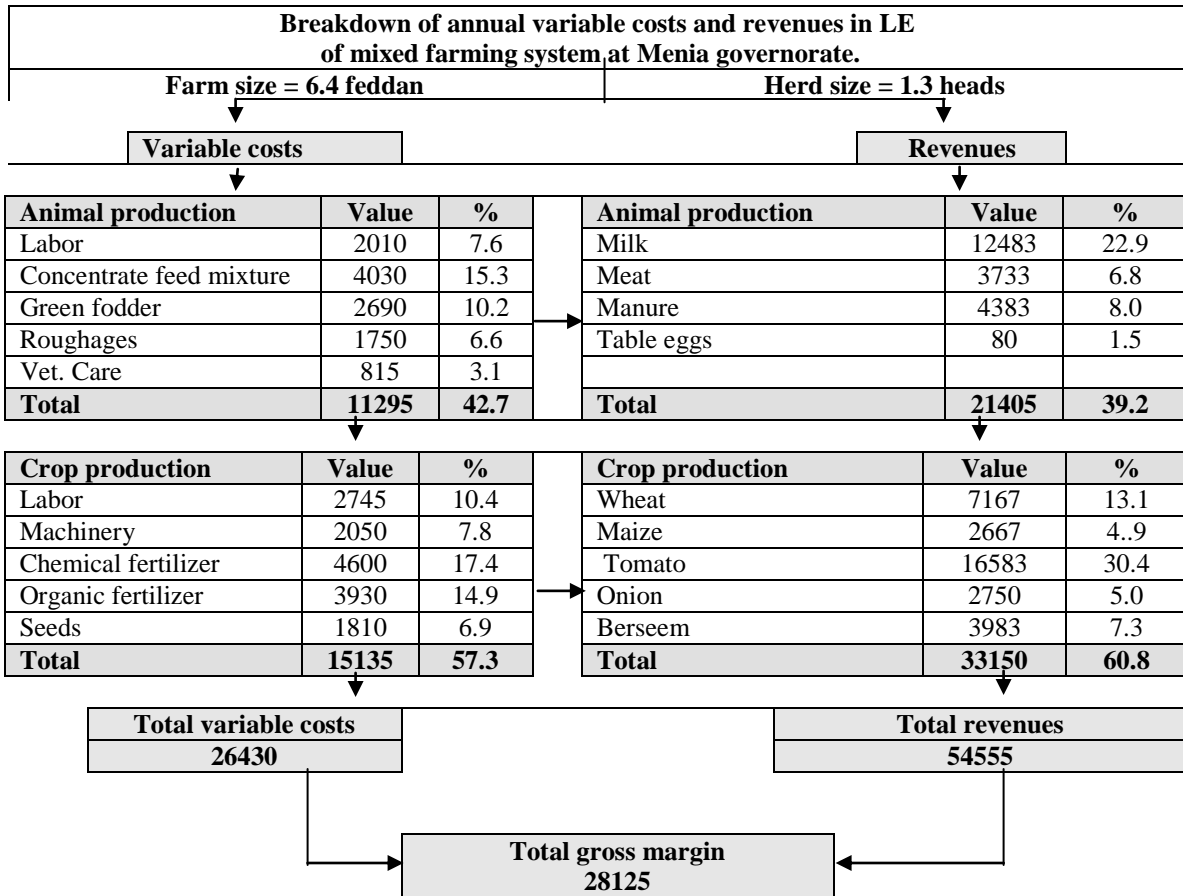 Breakdown of annual variable costs and revenues in LE
of mixed farming system at Menia governorate.
Farm size = 6.4 feddan Herd size = 1.3 heads
Variable costs Revenues
Animal production Value % Animal production Value %
Labor 2010 7.6 Milk 12483 22.9
Concentrate feed mixture 4030 15.3 Meat 3733 6.8
Green fodder 2690 10.2 Manure 4383 8.0
Roughages 1750 6.6 Table eggs 80 1.5
Vet. Care 815 3.1
Total 11295 42.7 Total 21405 39.2
Crop production Value % Crop production Value %
Labor 2745 10.4 Wheat 7167 13.1
Machinery 2050 7.8 Maize 2667 4..9
Chemical fertilizer 4600 17.4 Tomato 16583 30.4
Organic fertilizer 3930 14.9 Onion 2750 5.0
Seeds 1810 6.9 Berseem 3983 7.3
Total 15135 57.3 Total 33150 60.8
Total variable costs Total revenues
26430 54555
Total gross margin
28125